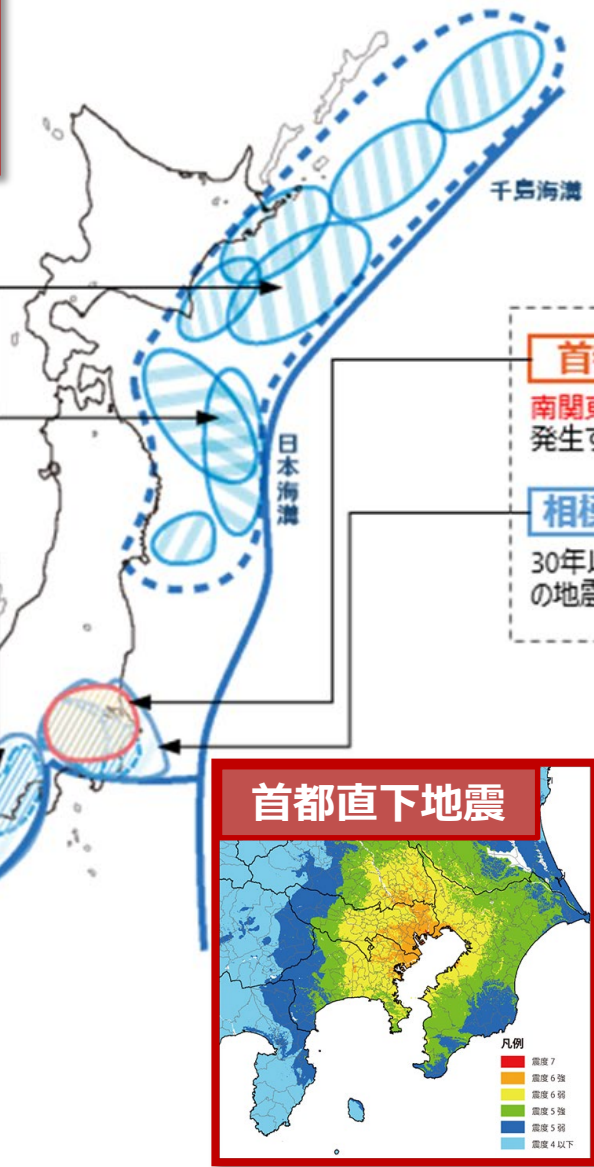 千島海溝
首
南関東
発生す
日本海溝
相模
30年以
の地震
首都直下地震
凡例
震度 7
震度 6 強
震度 6 弱
震度 5 強
震度 5 弱
震度 4 以下